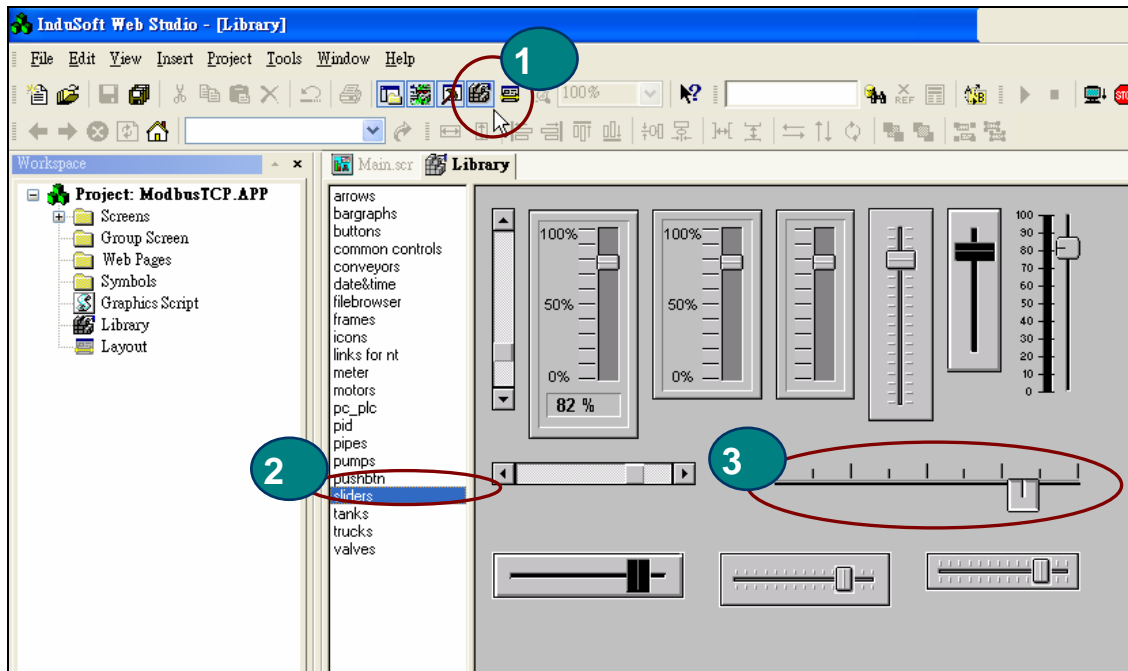 InduSoft Web Studio - [Library]
File Edit View Insert Project Tools Window Help
1
100%
REF
STOP
Workspace
Main.scr
Library
Project: ModbusTCP.APP
Screens
Group Screen
Web Pages
Symbols
Graphics Script
Library
Layout
arrows
bargraphs
buttons
common controls
conveyors
date&time
filebrowser
frames
icons
links for nt
meter
motors
pc_plc
pid
pipes
pumps
pushbtn
sliders
tanks
trucks
valves
2
100%
50%
0%
82 %
100%
50%
0%
100
90
80
70
60
50
40
30
20
10
0
3